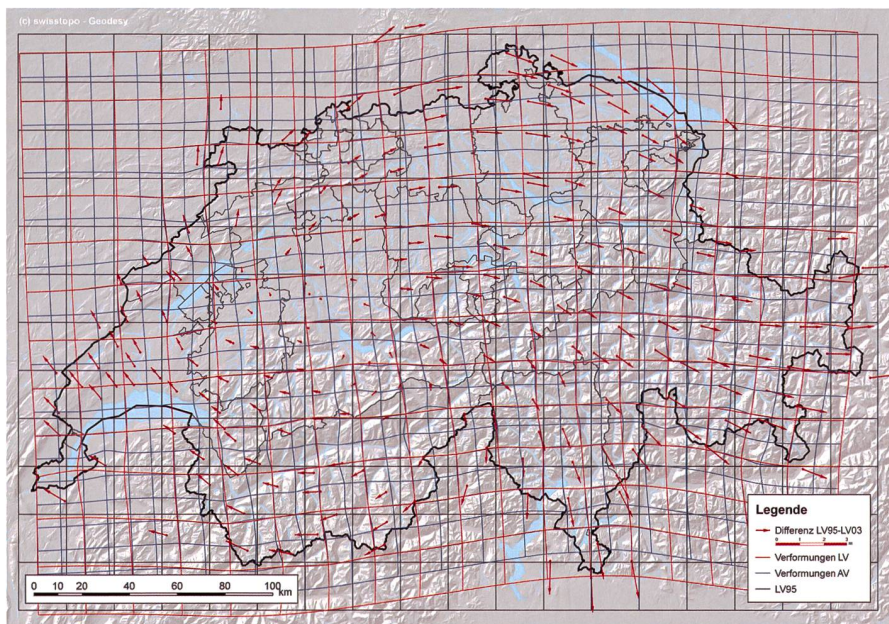 (c) swisstopo - Geodesy
Legende
Differenz LV95-LV03
0 1 2 3 m
Verformungen LV
Verformungen AV
LV95
0 10 20 40 60 80 100
km